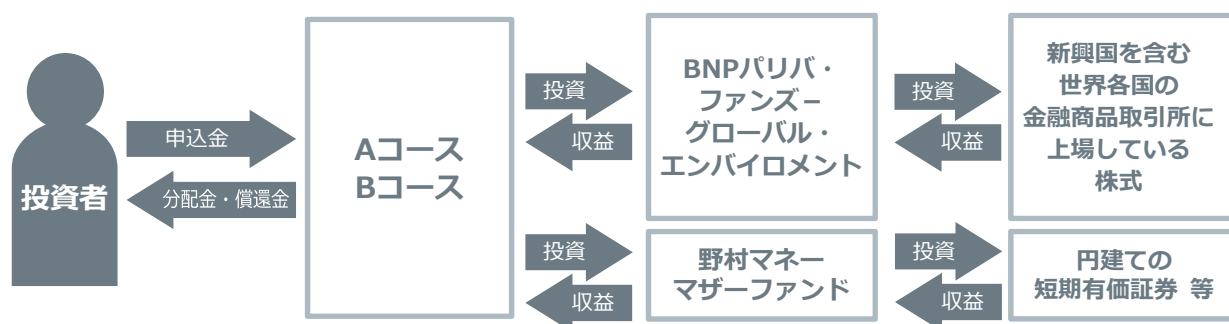 投資者
申込金
分配金・償還金
Aコース
Bコース
投資
収益
BNPパリバ・
ファンズ－
グローバル・
エンバイロメント
投資
収益
新興国を含む
世界各国の
金融商品取引所に
上場している
株式
投資
収益
野村マネー
マザーファンド
投資
収益
円建ての
短期有価証券 等